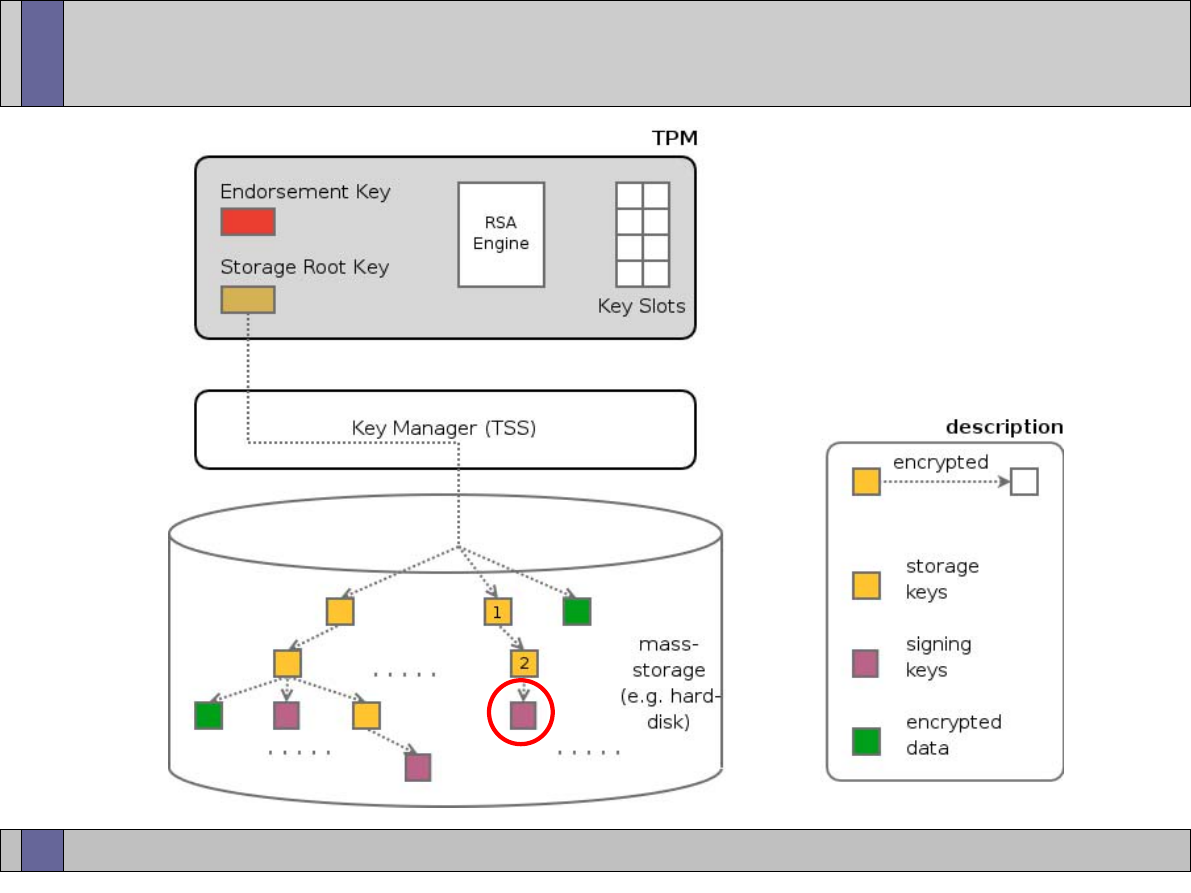 TPM
Endorsement Key
RSA
Engine
Storage Root Key
Key Slots
Key Manager (TSS)
description
encrypted
storage
keys
1
mass-
storage
(e.g. hard-
disk)
2
signing
keys
. . . . .
encrypted
data
. . . . .
. . . . .